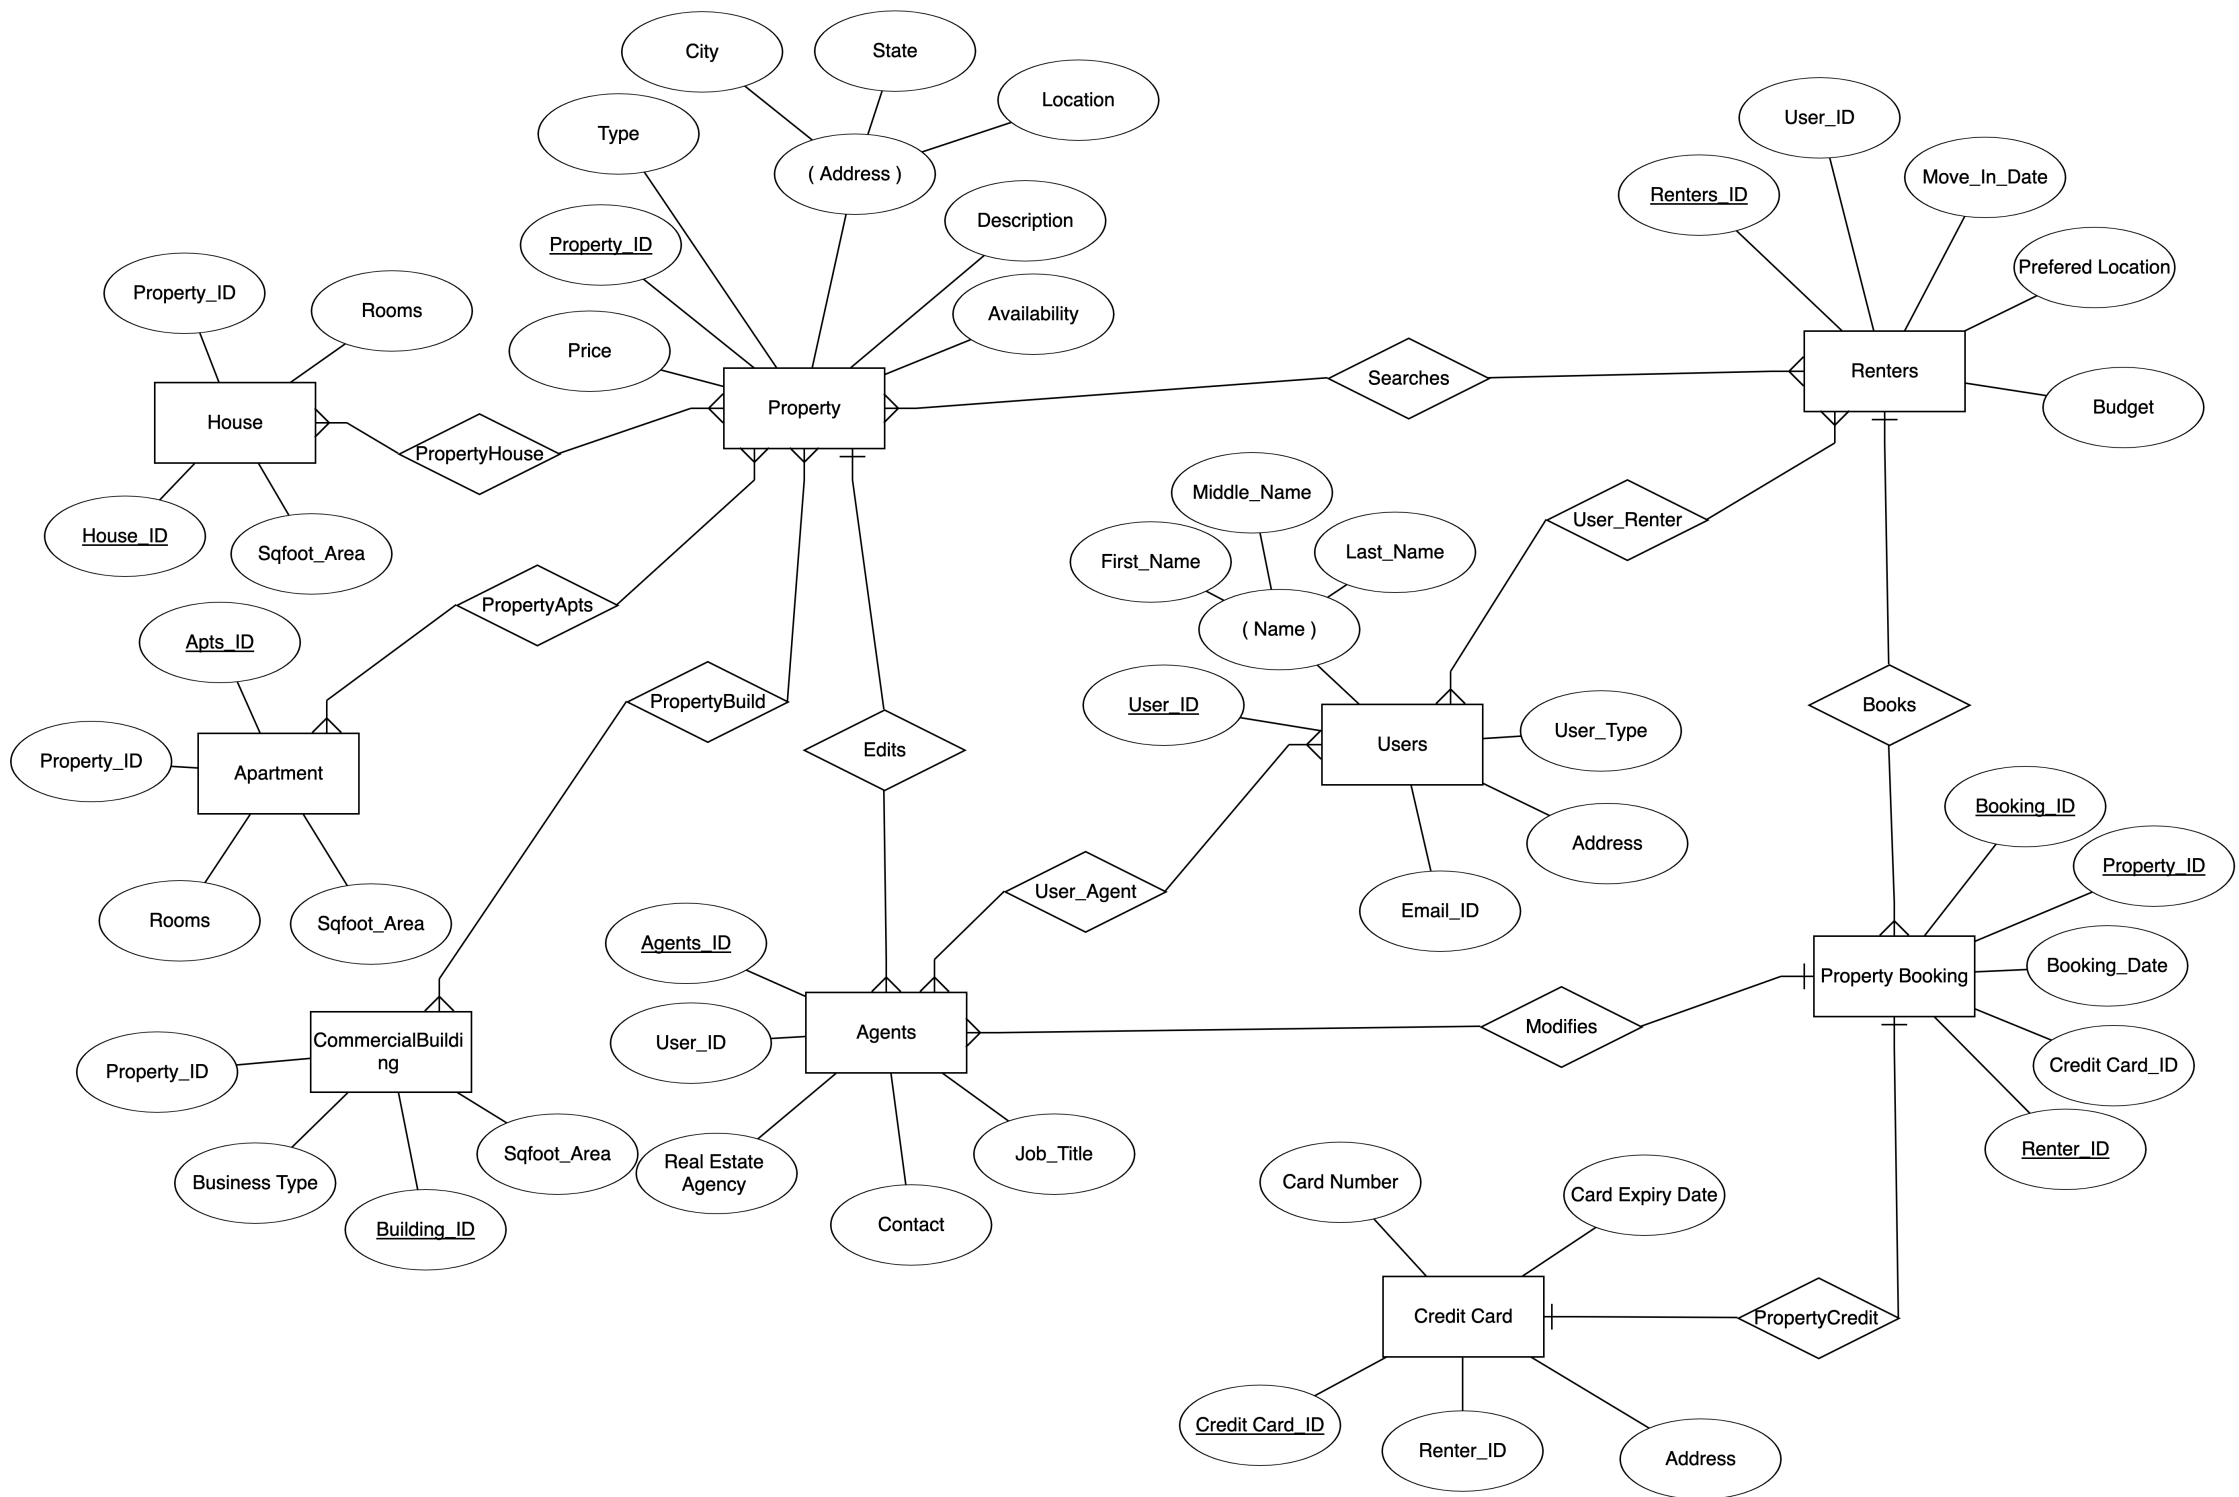 City
State
Location
Type
( Address )
Property_ID
Description
Price
Availability
Property
Property_ID
Rooms
House
House_ID
Sqfoot_Area
PropertyHouse
Searches
User_ID
Renters_ID
Move_In_Date
Prefered Location
Renters
Budget
PropertyApts
Apts_ID
Property_ID
Apartment
Rooms
Sqfoot_Area
PropertyBuild
Edits
Middle_Name
First_Name
Last_Name
( Name )
User_ID
Users
User_Type
Address
Email_ID
User_Renter
User_Agent
Books
Booking_ID
Property_ID
Property Booking
Booking_Date
Credit Card_ID
Renter_ID
Modifies
Agents_ID
User_ID
Agents
Real Estate
Agency
Contact
Job_Title
CommercialBuildi
ng
Property_ID
Business Type
Building_ID
Sqfoot_Area
Card Number
Card Expiry Date
Credit Card
PropertyCredit
Credit Card_ID
Renter_ID
Address